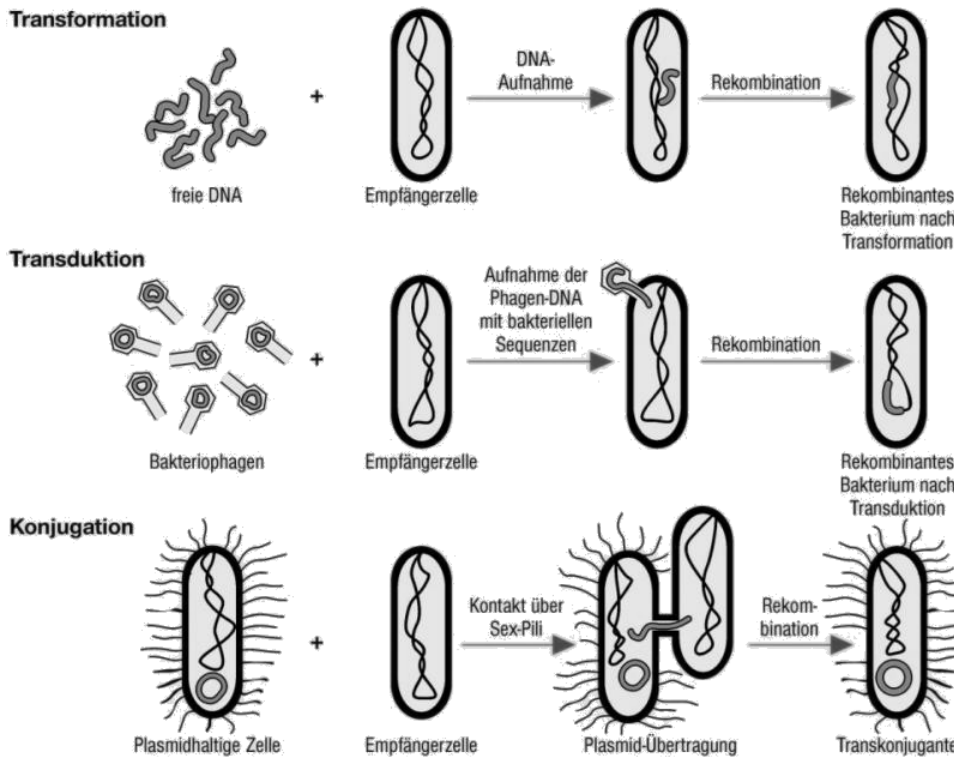 Transformation
DNA-
Aufnahme
Rekombination
+
freie DNA
Empfängerzelle
Rekombinantes
Bakterium nach
Transformation
Transduktion
Aufnahme der
Phagen-DNA
mit bakteriellen
Sequenzen
Rekombination
+
Bakteriophagen
Empfängerzelle
Rekombinantes
Bakterium nach
Transduktion
Konjugation
Kontakt über
Sex-Pili
Rekom-
bination
+
Plasmidhaltige Zelle
Empfängerzelle
Plasmid-Übertragung
Transkonjugante